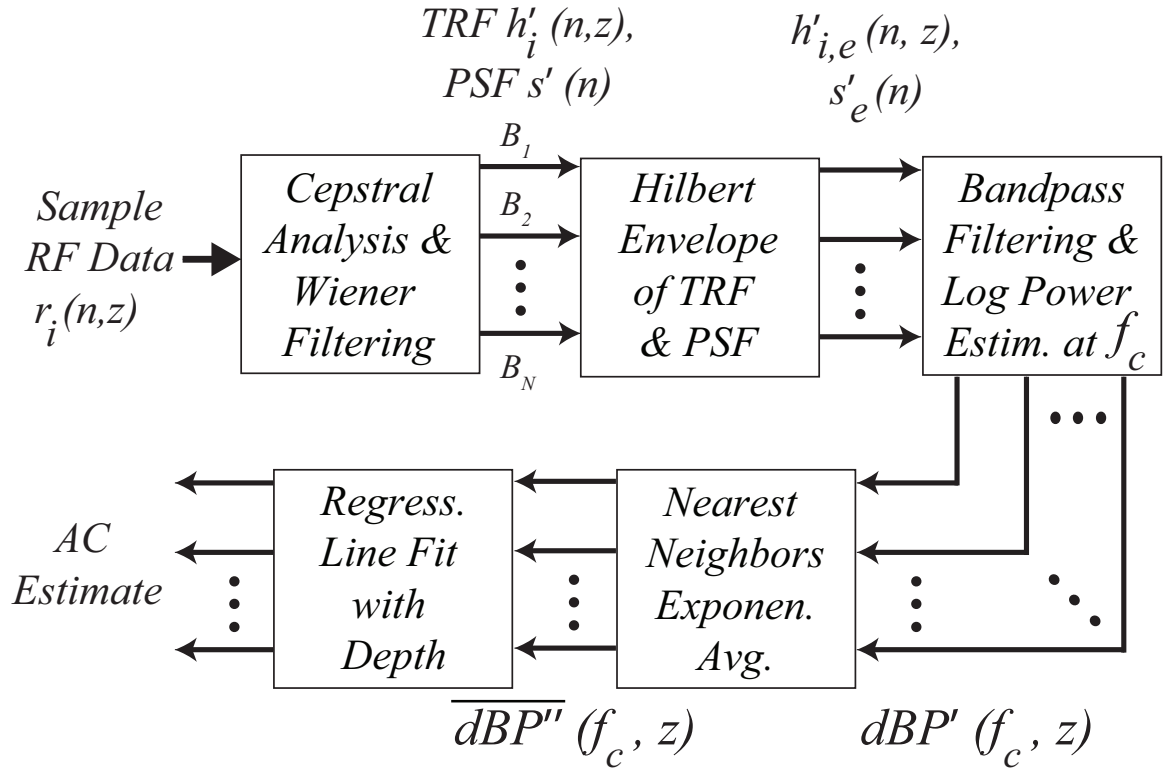 TRF h'i (n,z),
PSF s' (n)
h'i,e (n, z),
s'e (n)
Sample
RF Data
ri (n,z)
Cepstral
Analysis &
Wiener
Filtering
B1
B2
BN
Hilbert
Envelope
of TRF
& PSF
Bandpass
Filtering &
Log Power
Estim. at fc
AC
Estimate
Regress.
Line Fit
with
Depth
Nearest
Neighbors
Exponen.
Avg.
dBP'' (fc , z)
dBP' (fc , z)